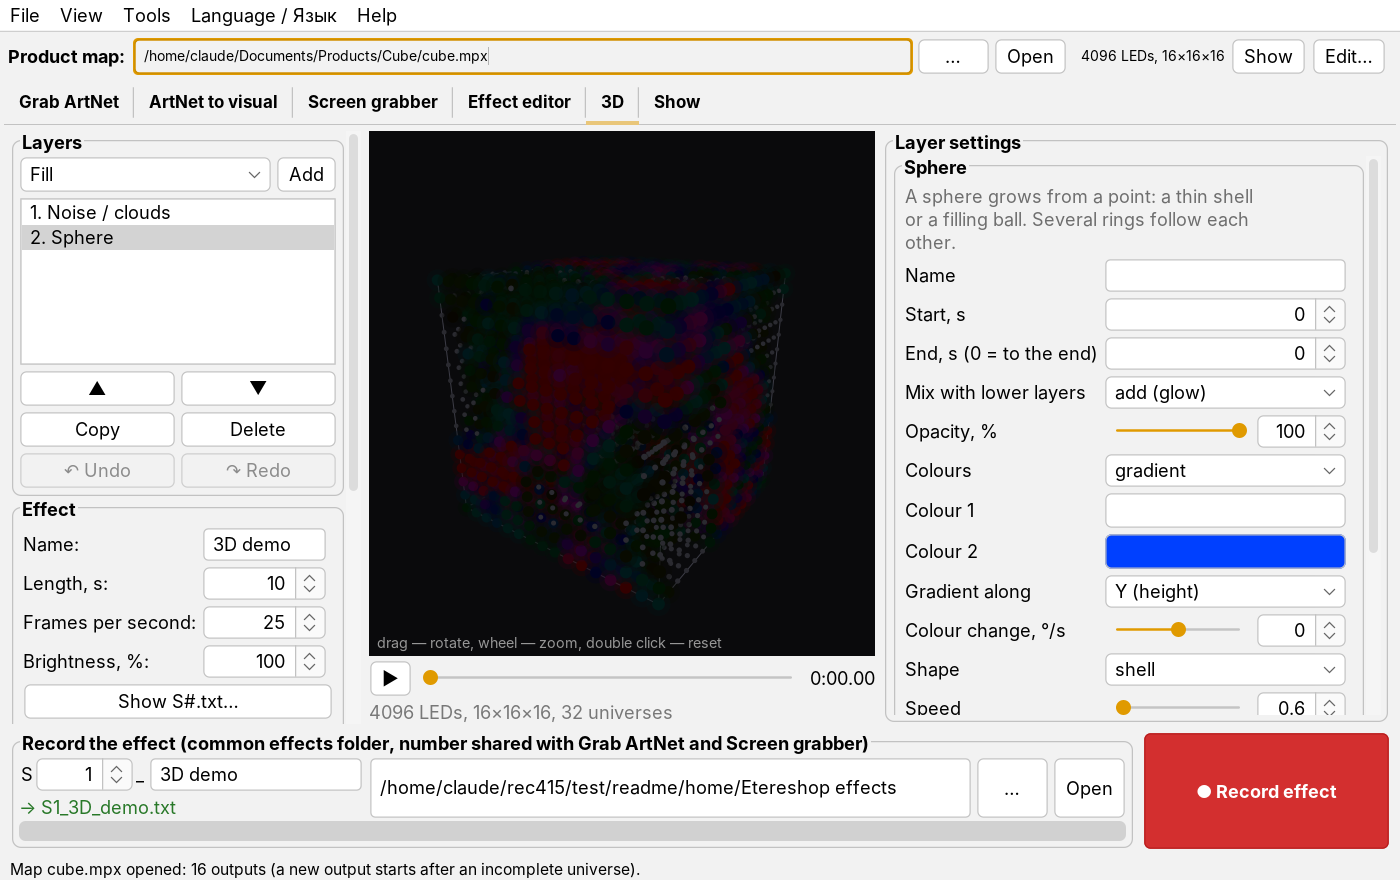 File View Tools Language / Язык Help
Product map: /home/claude/Documents/Products/Cube/cube.mpx ... Open 4096 LEDs, 16×16×16 Show Edit...
Grab ArtNet ArtNet to visual Screen grabber Effect editor 3D Show
Layers
Fill Add
1. Noise / clouds
2. Sphere
▲ ▼
Copy Delete
↶ Undo ↷ Redo
Effect
Name: 3D demo
Length, s: 10
Frames per second: 25
Brightness, %: 100
Show S#.txt...
drag — rotate, wheel — zoom, double click — reset
▶ 0:00.00
4096 LEDs, 16×16×16, 32 universes
Layer settings
Sphere
A sphere grows from a point: a thin shell
or a filling ball. Several rings follow each
other.
Name
Start, s 0
End, s (0 = to the end) 0
Mix with lower layers add (glow)
Opacity, % 100
Colours gradient
Colour 1
Colour 2
Gradient along Y (height)
Colour change, °/s 0
Shape shell
Speed 0.6
Record the effect (common effects folder, number shared with Grab ArtNet and Screen grabber)
S 1 _ 3D demo /home/claude/rec415/test/readme/home/Etereshop effects ... Open
→ S1_3D_demo.txt
● Record effect
Map cube.mpx opened: 16 outputs (a new output starts after an incomplete universe).